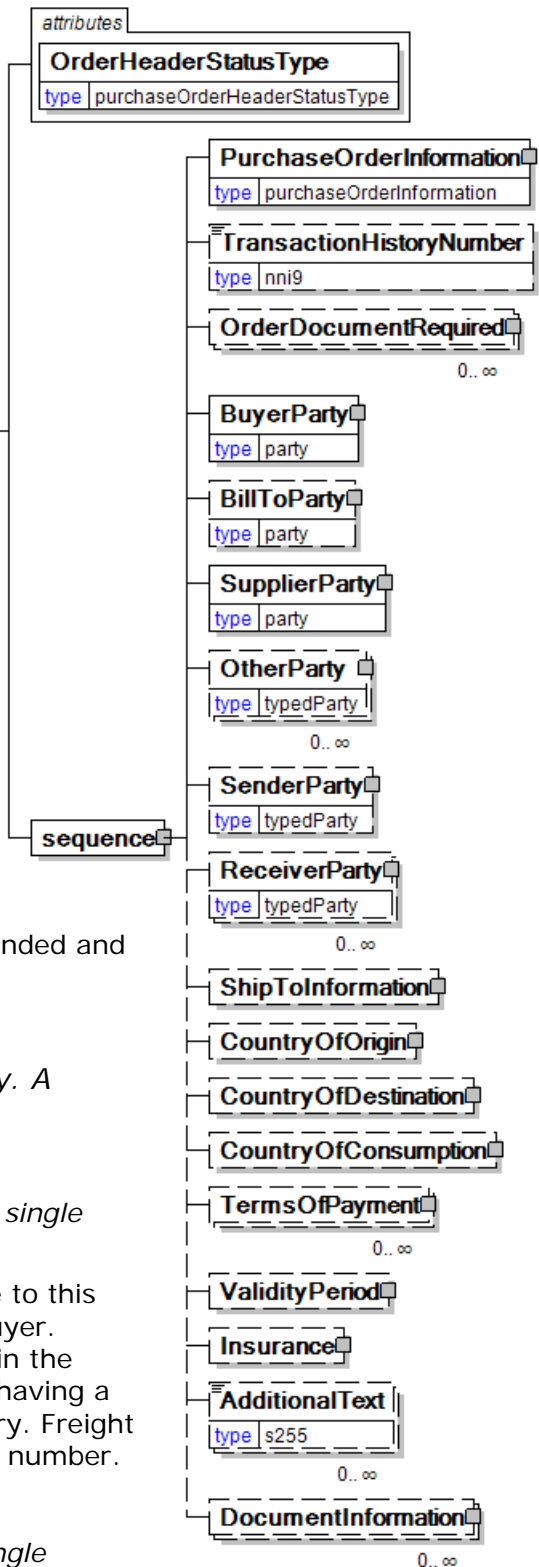 attributes
OrderHeaderStatusType
type purchaseOrderHeaderStatusType
PurchaseOrderInformation
type purchaseOrderInformation
TransactionHistoryNumber
type nni9
OrderDocumentRequired
0.. ∞
BuyerParty
type party
BillToParty
type party
SupplierParty
type party
OtherParty
type typedParty
0.. ∞
SenderParty
type typedParty
sequence
ReceiverParty
type typedParty
0.. ∞
nded and
ShipToInformation
CountryOfOrigin
y. A
CountryOfDestination
CountryOfConsumption
single
TermsOfPayment
0.. ∞
e to this
ValidityPeriod
uyer.
in the
Insurance
having a
AdditionalText
ry. Freight
type s255
number.
0.. ∞
DocumentInformation
ngle
0.. ∞